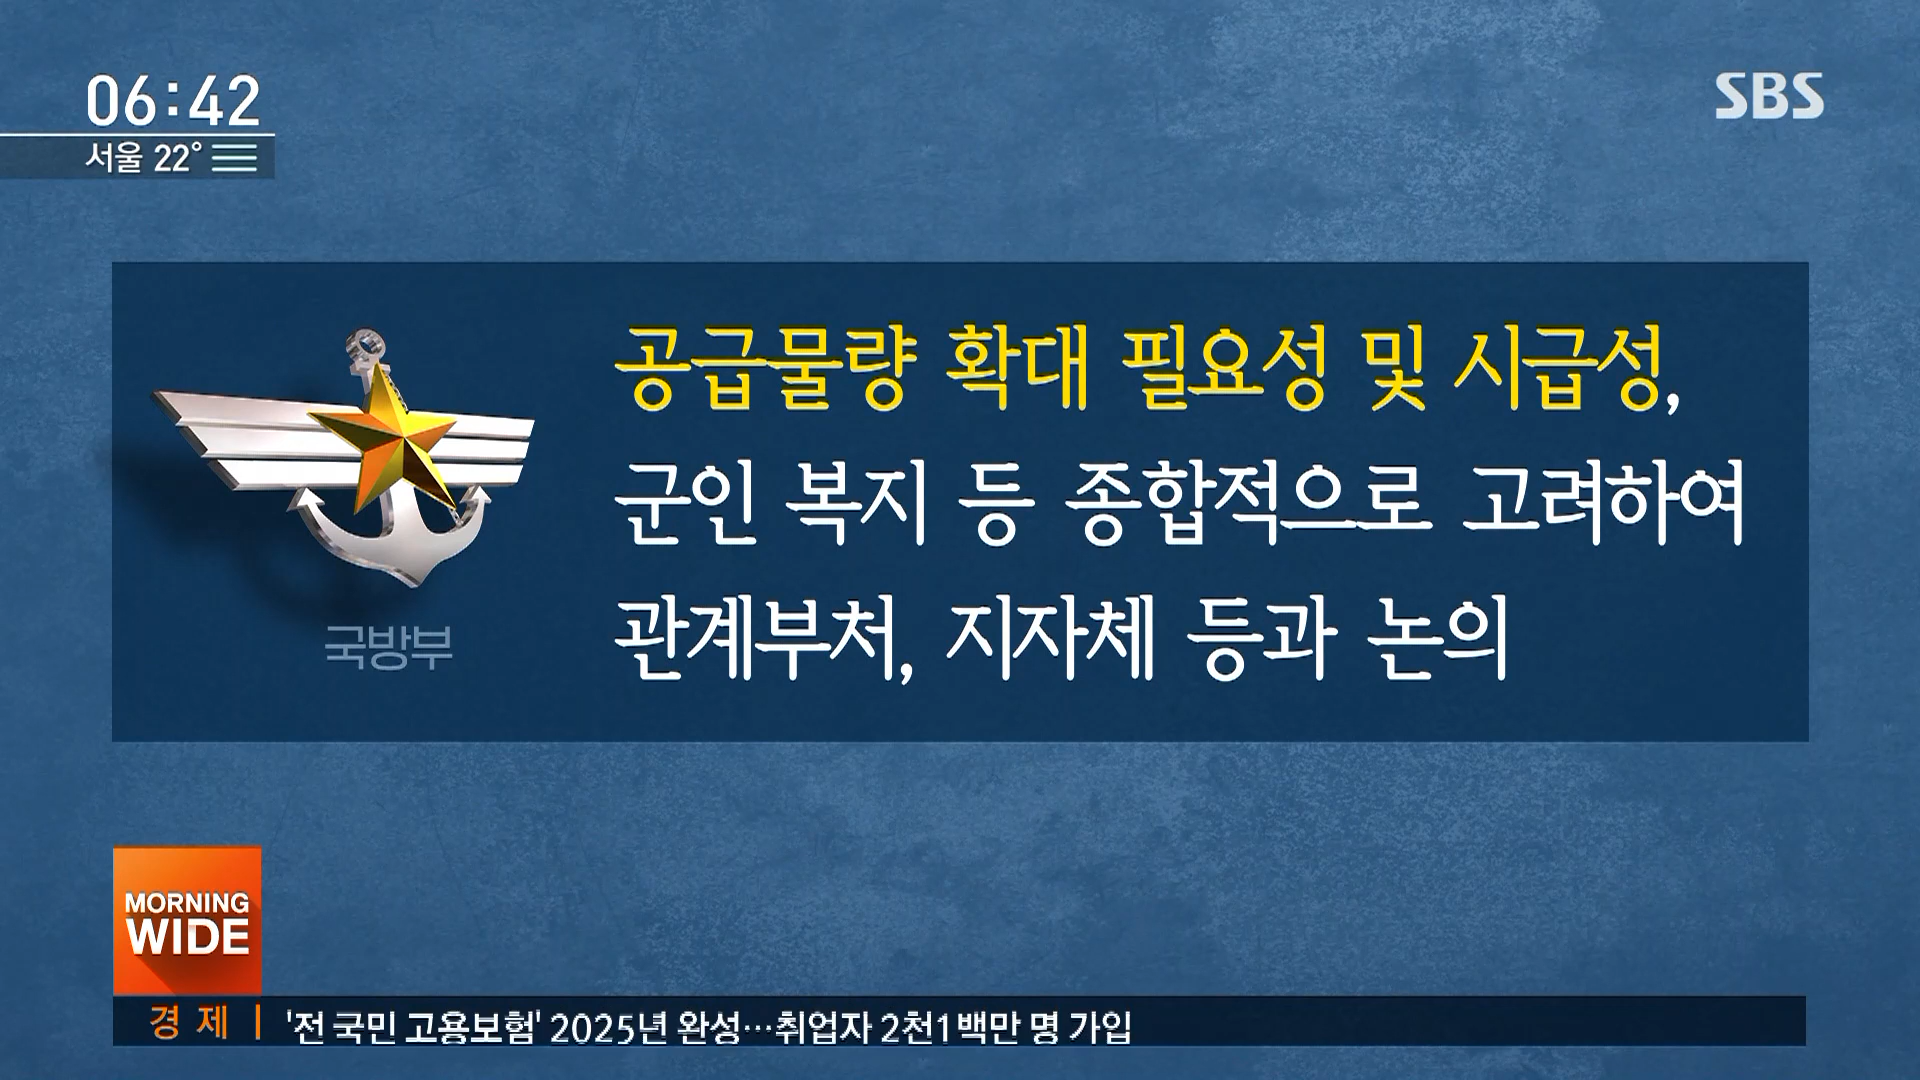 06:42
SBS
서울 22°
공급물량 확대 필요성 및 시급성,
군인 복지 등 종합적으로 고려하여
관계부처, 지자체 등과 논의
국방부
MORNING
WIDE
경제 | '전 국민 고용보험' 2025년 완성…취업자 2천1백만 명 가입